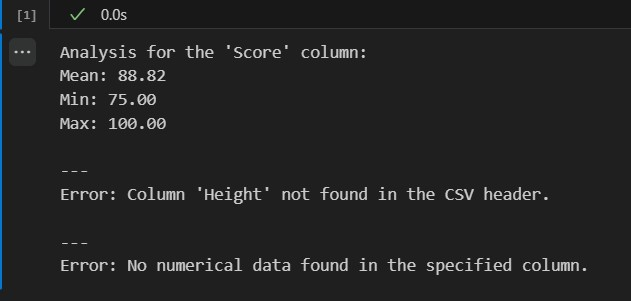 [1]
✓ 0.0s
...
Analysis for the 'Score' column:
Mean: 88.82
Min: 75.00
Max: 100.00
---
Error: Column 'Height' not found in the CSV header.
---
Error: No numerical data found in the specified column.